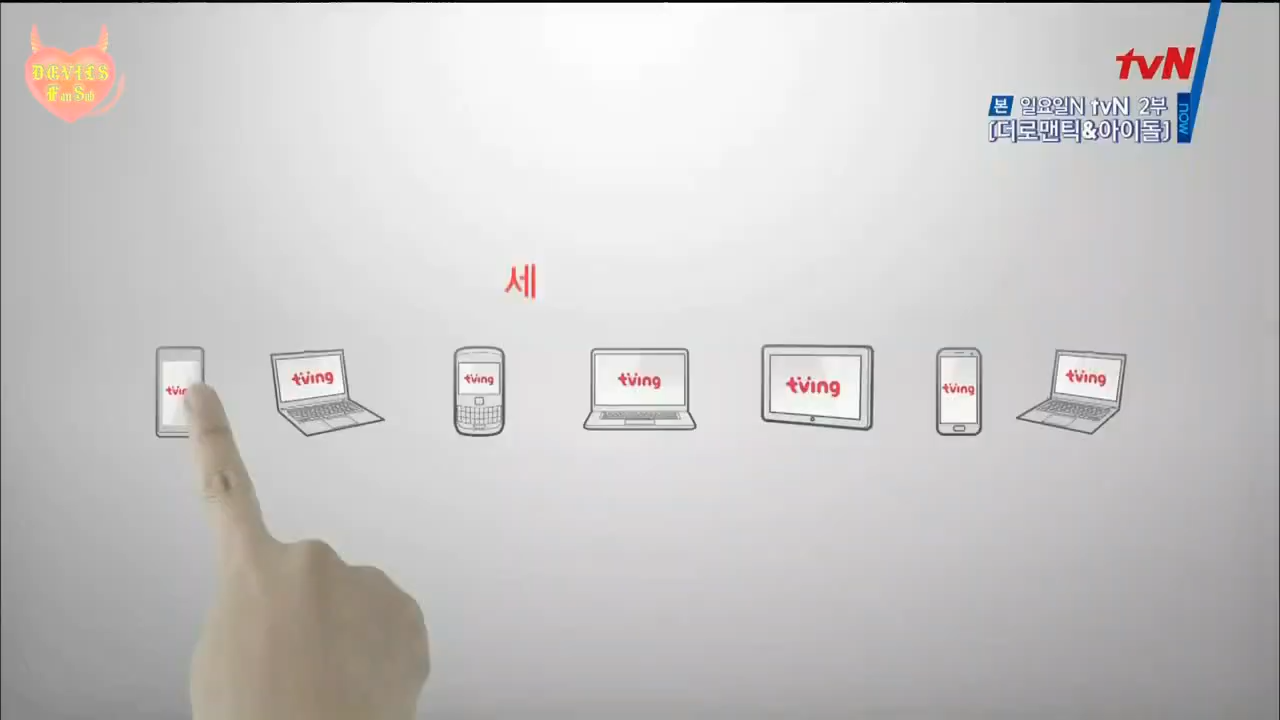 DEVILS
Fan Sub
tvN
본 일요일N tvN 2부
[더로맨틱&아이돌]
now
세
tving
tving
tving
tving
tving
tving
tving